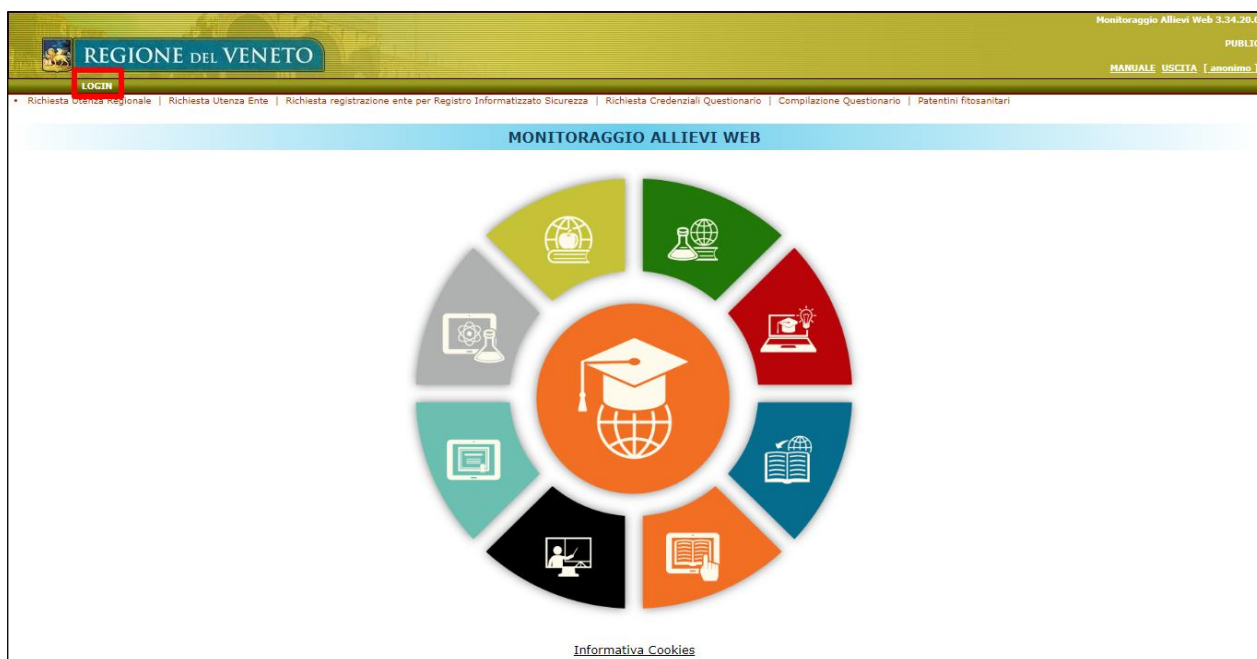 Monitoraggio Allievi Web 3.34.20.0
PUBLIC
REGIONE DEL VENETO
MANUALE USCITA [ anonimo ]
LOGIN
• Richiesta Utenza Regionale | Richiesta Utenza Ente | Richiesta registrazione ente per Registro Informatizzato Sicurezza | Richiesta Credenziali Questionario | Compilazione Questionario | Patentini fitosanitari
MONITORAGGIO ALLIEVI WEB
Informativa Cookies